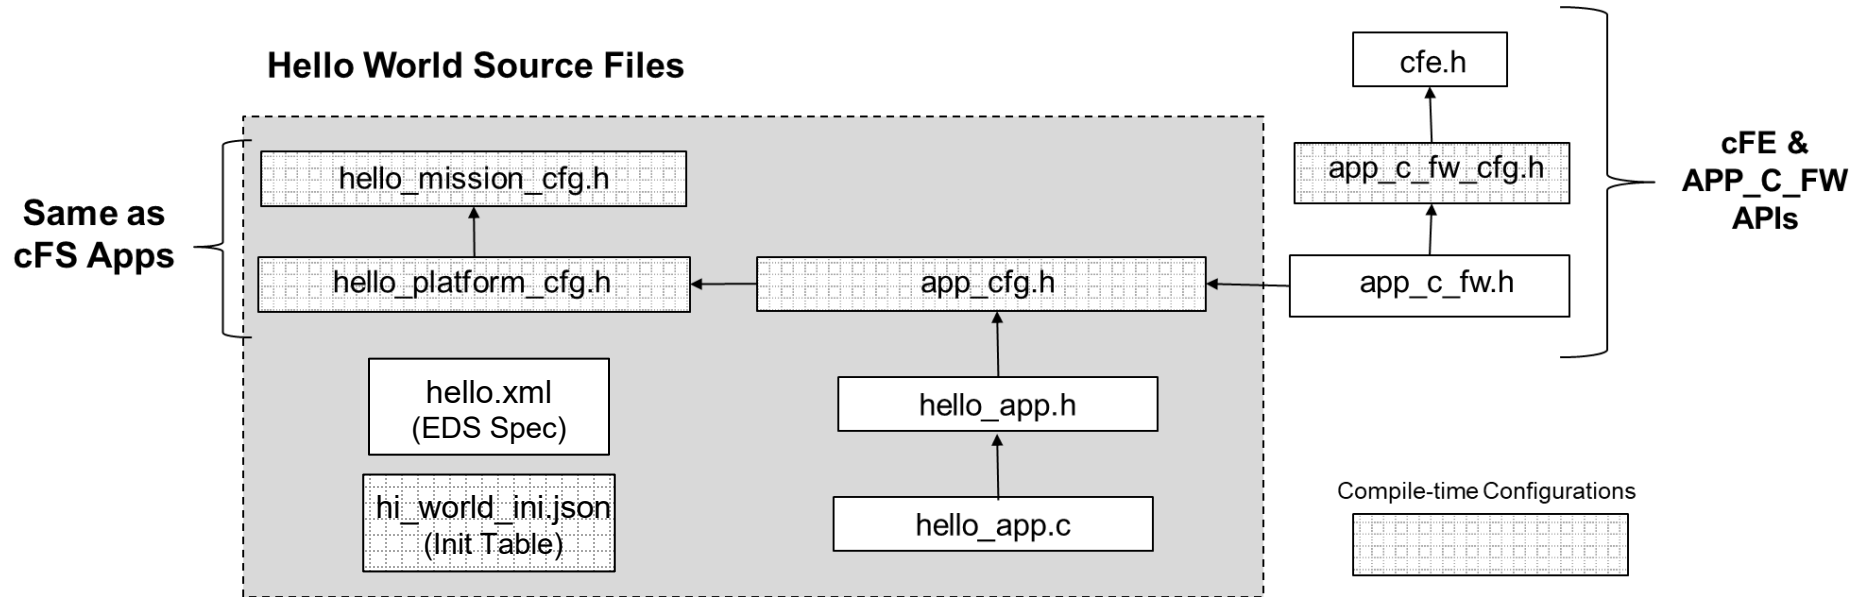 Hello World Source Files
cfe.h
hello_mission_cfg.h
app_c_fw_cfg.h
cFE &
APP_C_FW
APIs
Same as
cFS Apps
hello_platform_cfg.h
app_cfg.h
app_c_fw.h
hello.xml
(EDS Spec)
hello_app.h
hi_world_ini.json
(Init Table)
hello_app.c
Compile-time Configurations